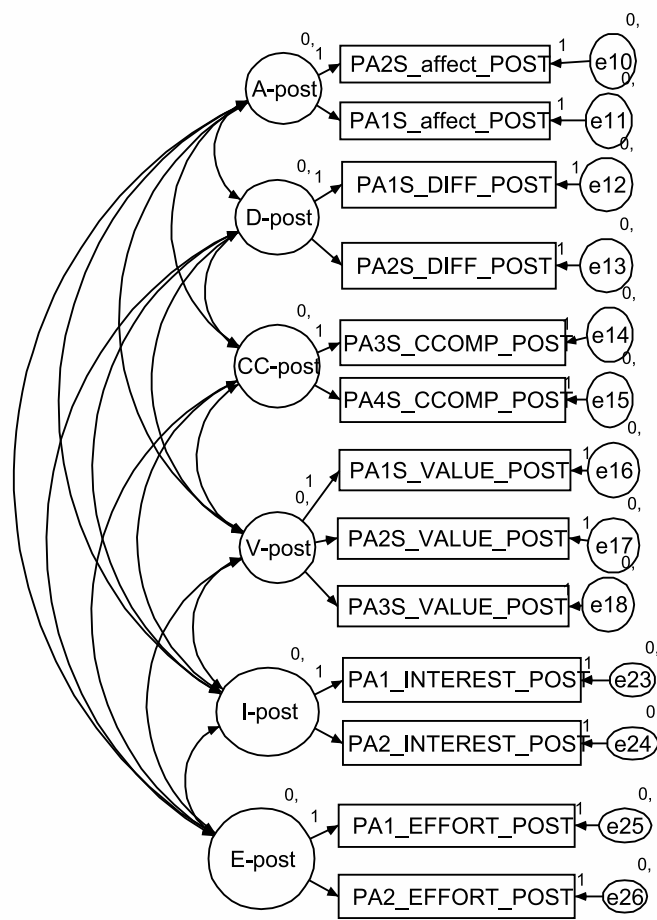 0,
0,
1
PA2S_affect_POST
1
e10
A-post
0,
PA1S_affect_POST
1
e11
0,
0,
1
PA1S_DIFF_POST
1
e12
D-post
0,
PA2S_DIFF_POST
1
e13
0,
0,
1
PA3S_CCOMP_POST
1
e14
CC-post
0,
PA4S_CCOMP_POST
1
e15
0,
PA1S_VALUE_POST
1
e16
0,
1
0,
PA2S_VALUE_POST
1
e17
V-post
0,
PA3S_VALUE_POST
1
e18
0,
0,
1
PA1_INTEREST_POST
1
e23
I-post
0,
PA2_INTEREST_POST
1
e24
0,
0,
1
PA1_EFFORT_POST
1
e25
E-post
0,
PA2_EFFORT_POST
1
e26